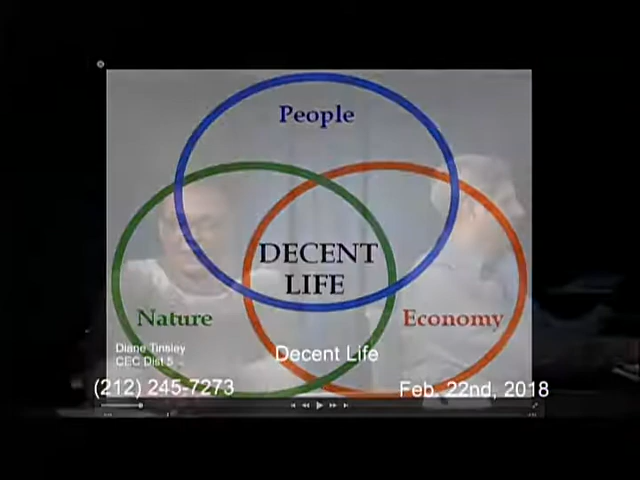 People
DECENT
LIFE
Nature
Economy
Diane Tinsley
CEC Dist 5
Decent Life
(212) 245-7273
Feb. 22nd, 2018